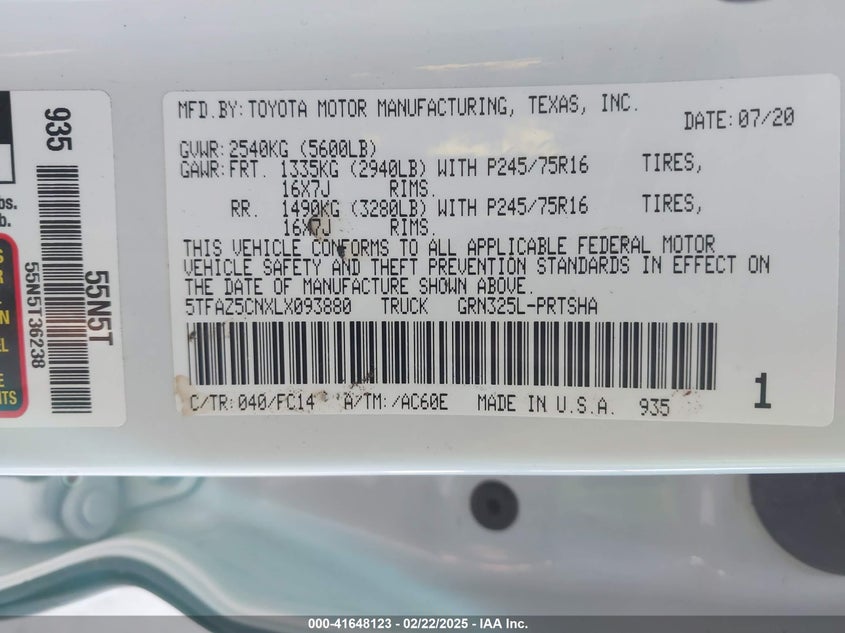 MFD.BY:TOYOTA MOTOR MANUFACTURING, TEXAS, INC.
DATE:07/20
GVWR:2540KG (5600LB)
GAWR:FRT. 1335KG (2940LB) WITH P245/75R16 TIRES,
16X7J RIMS.
RR. 1490KG (3280LB) WITH P245/75R16 TIRES,
16X7J RIMS.
THIS VEHICLE CONFORMS TO ALL APPLICABLE FEDERAL MOTOR
VEHICLE SAFETY AND THEFT PREVENTION STANDARDS IN EFFECT ON
THE DATE OF MANUFACTURE SHOWN ABOVE.
5TFAZ5CNXLX093880 TRUCK GRN325L-PRTSHA
C/TR:040/FC14 A/TM:/AC60E MADE IN U.S.A. 935
1
935
55N5T
55N5T36238
lbs.
lb.
000-41648123 • 02/22/2025 • IAA Inc.